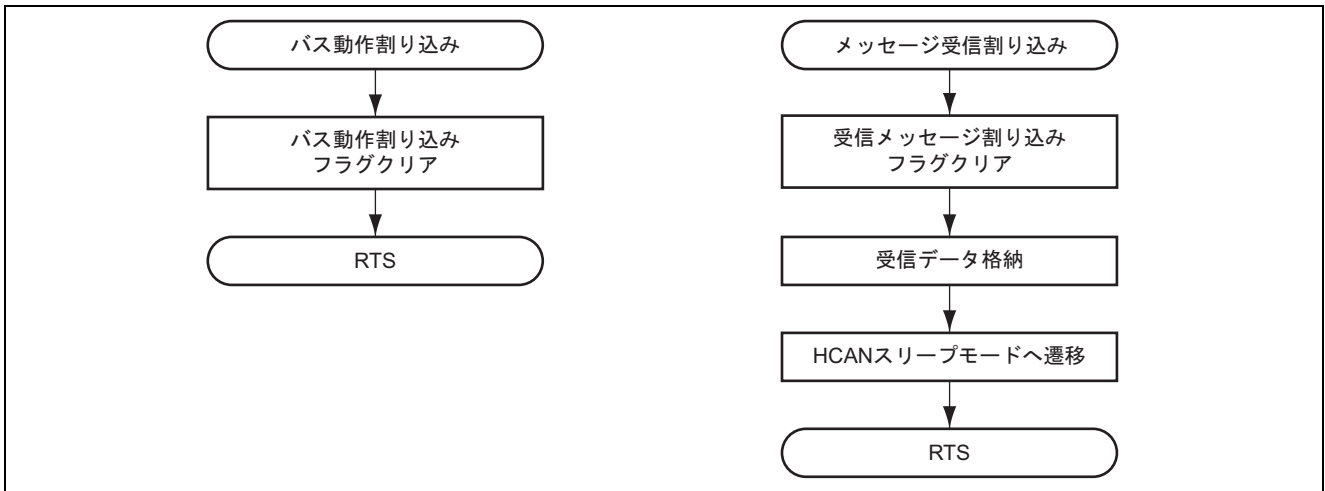 バス動作割り込み
バス動作割り込み
フラグクリア
RTS
メッセージ受信割り込み
受信メッセージ割り込み
フラグクリア
受信データ格納
HCANスリープモードへ遷移
RTS